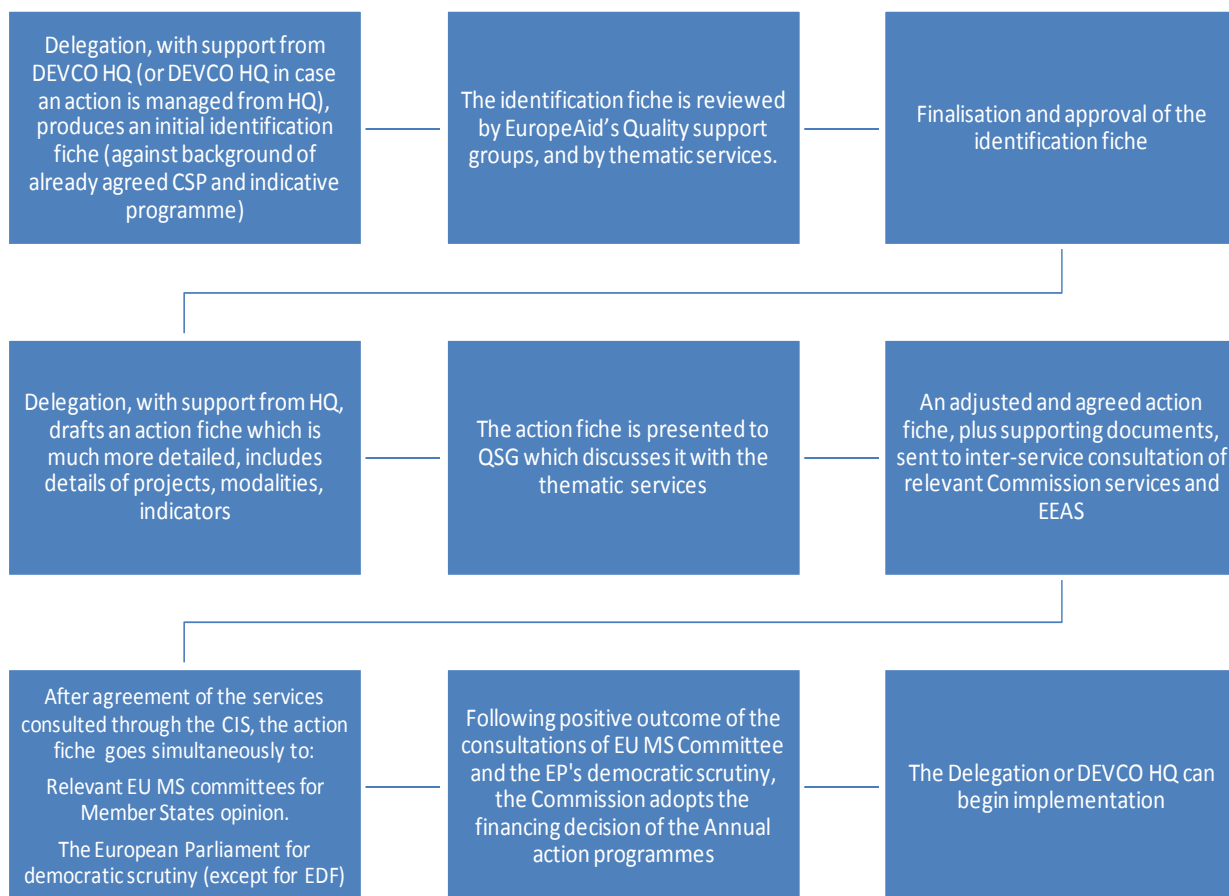 Delegation, with support from
DEVCO HQ (or DEVCO HQ in case
an action is managed from HQ),
produces an initial identification
fiche (against background of
already agreed CSP and indicative
programme)
The identification fiche is reviewed
by EuropeAid's Quality support
groups, and by thematic services.
Finalisation and approval of the
identification fiche
Delegation, with support from HQ,
drafts an action fiche which is
much more detailed, includes
details of projects, modalities,
indicators
The action fiche is presented to
QSG which discusses it with the
thematic services
An adjusted and agreed action
fiche, plus supporting documents,
sent to inter-service consultation of
relevant Commission services and
EEAS
After agreement of the services
consulted through the CIS, the action
fiche goes simultaneously to:
Relevant EU MS committees for
Member States opinion.
The European Parliament for
democratic scrutiny (except for EDF)
Following positive outcome of the
consultations of EU MS Committee
and the EP's democratic scrutiny,
the Commission adopts the
financing decision of the Annual
action programmes
The Delegation or DEVCO HQ can
begin implementation